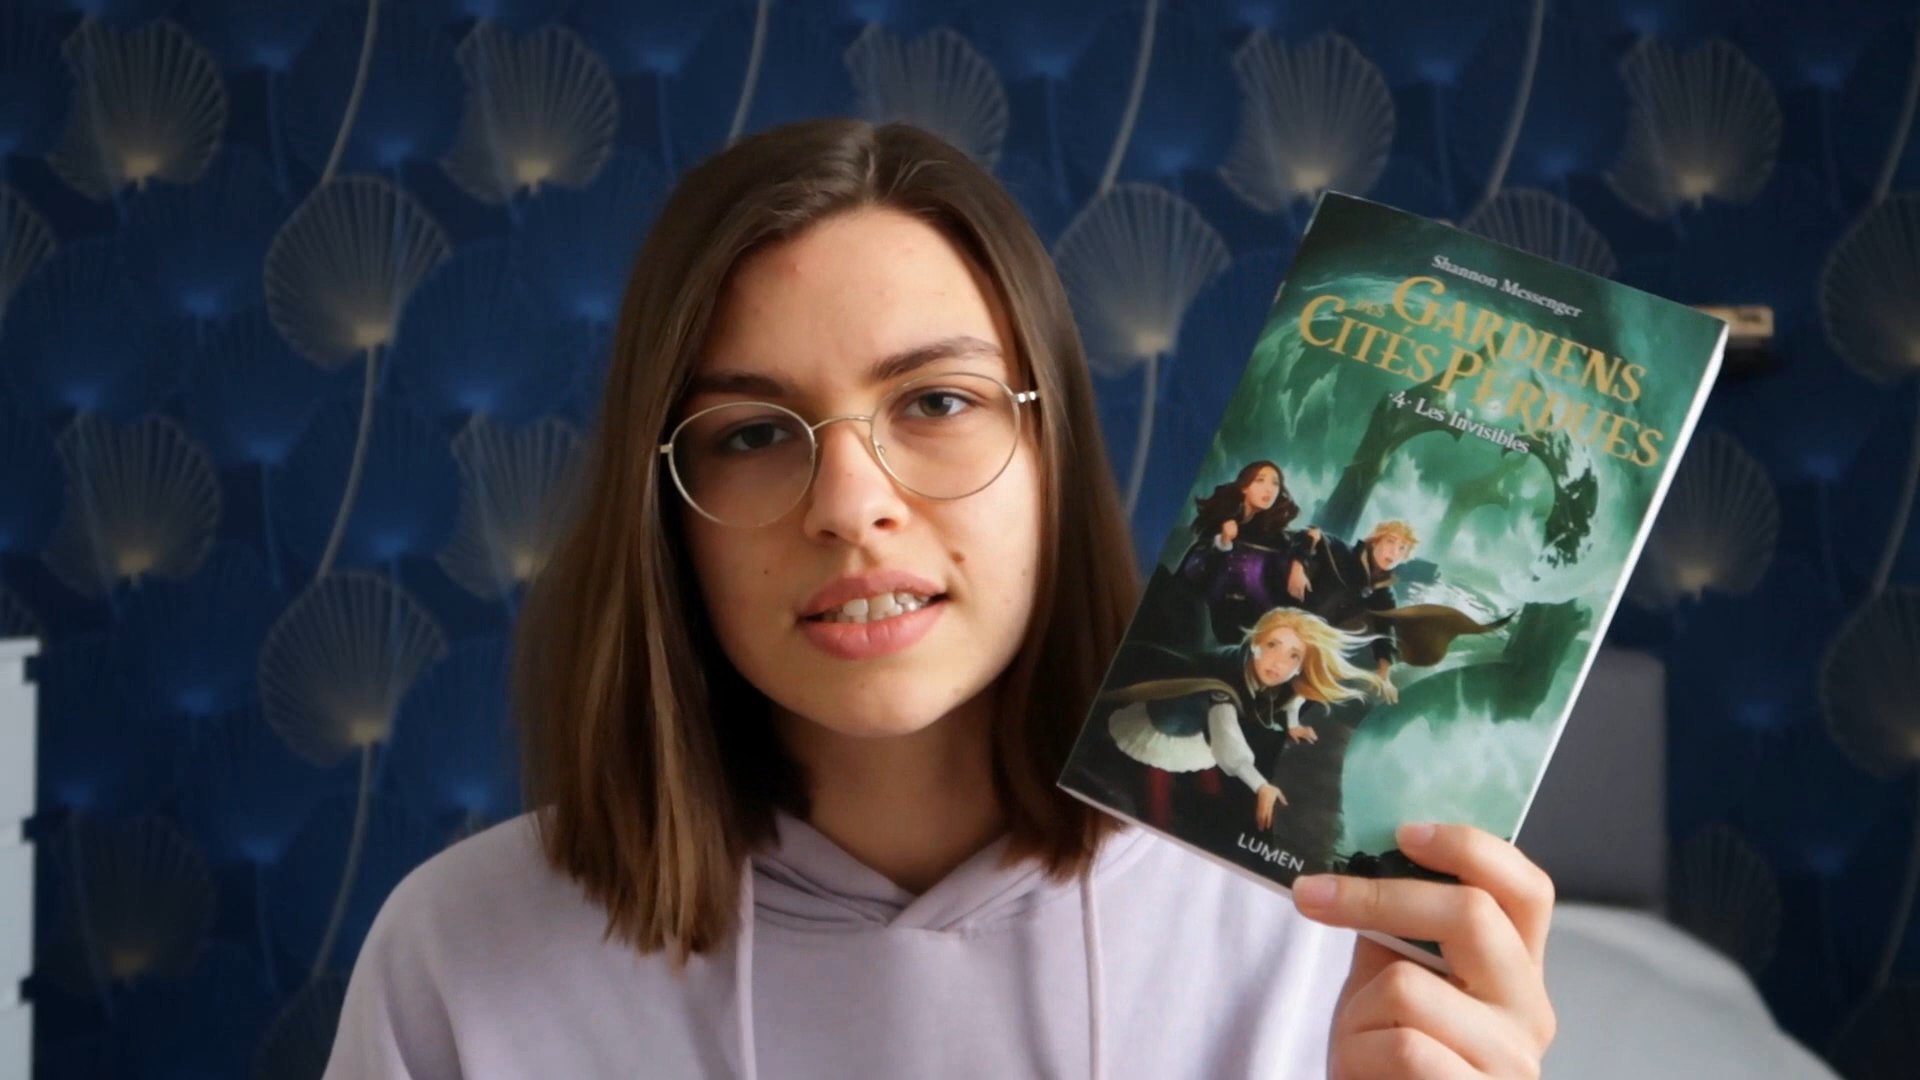 Shannon Messenger
GARDIENS
DES
CITÉS PERDUES
·4· Les Invisibles
LUMEN